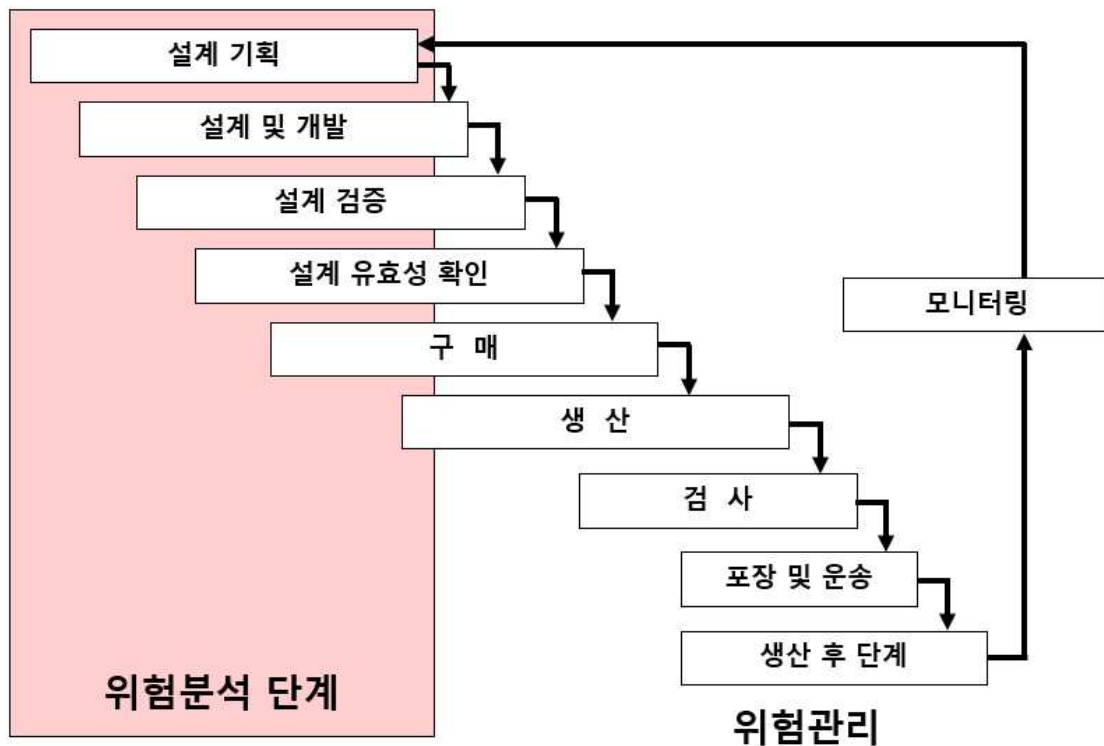 설계 기획
설계 및 개발
설계 검증
설계 유효성 확인
모니터링
구 매
생 산
검 사
포장 및 운송
생산 후 단계
위험분석 단계
위험관리